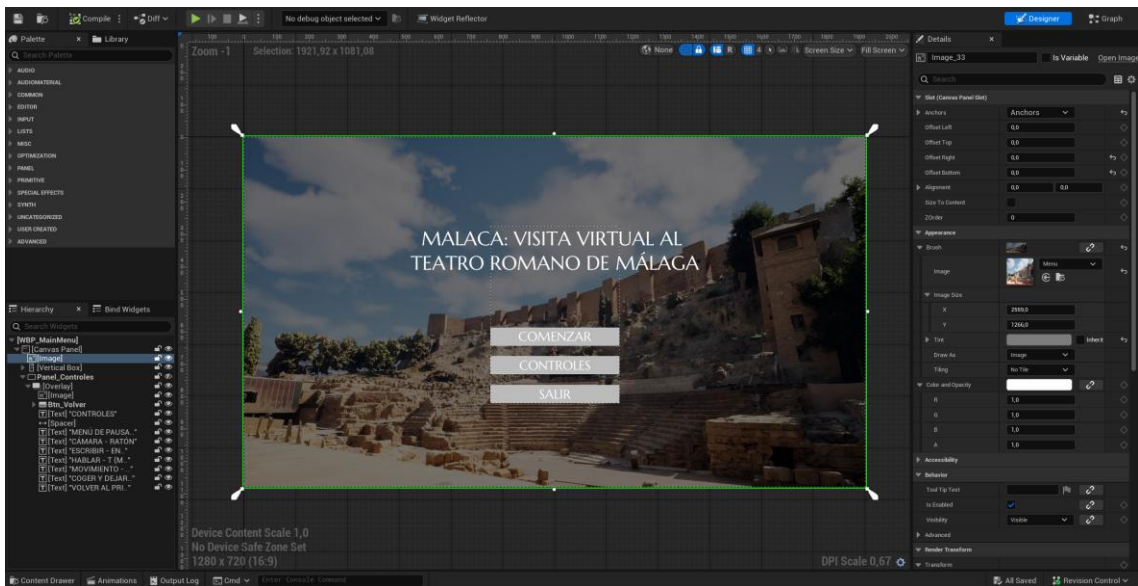 Compile
Diff
No debug object selected
Widget Reflector
Designer
Graph
Palette
Library
Search Palette
AUDIO
AUDIOMATERIAL
COMMON
EDITOR
INPUT
LISTS
MISC
OPTIMIZATION
PANEL
PRIMITIVE
SPECIAL EFFECTS
SYNTH
UNCATEGORIZED
USER CREATED
ADVANCED
Hierarchy
Bind Widgets
Search Widgets
[WBP_MainMenu]
[Canvas Panel]
[Image]
[Vertical Box]
Panel_Controles
[Overlay]
[Image]
Btn_Volver
[Text] "CONTROLES"
[Spacer]
[Text] "MENÚ DE PAUSA.."
[Text] "CÁMARA - RATÓN"
[Text] "ESCRIBIR - EN.."
[Text] "HABLAR - T (M.."
[Text] "MOVIMIENTO - .."
[Text] "COGER Y DEJAR.."
[Text] "VOLVER AL PRI.."
Zoom -1
Selection: 1921,92 x 1081,08
None
R
4
Screen Size
Fill Screen
MALACA: VISITA VIRTUAL AL
TEATRO ROMANO DE MÁLAGA
COMENZAR
CONTROLES
SALIR
Device Content Scale 1,0
No Device Safe Zone Set
1280 x 720 (16:9)
DPI Scale 0,67
Details
Image_33
Is Variable
Open Image
Search
Slot (Canvas Panel Slot)
Anchors
Anchors
Offset Left
0,0
Offset Top
0,0
Offset Right
0,0
Offset Bottom
0,0
Alignment
0,0
0,0
Size To Content
ZOrder
0
Appearance
Brush
Image
Menu
Image Size
X
Y
1266,0
Tint
Inherit
Draw As
Image
Tiling
No Tile
Color and Opacity
R
1,0
G
1,0
B
1,0
A
1,0
Accessibility
Behavior
Tool Tip Text
Is Enabled
Visibility
Visible
Advanced
Render Transform
Transform
Content Drawer
Animations
Output Log
Cmd
Enter Console Command
All Saved
Revision Control